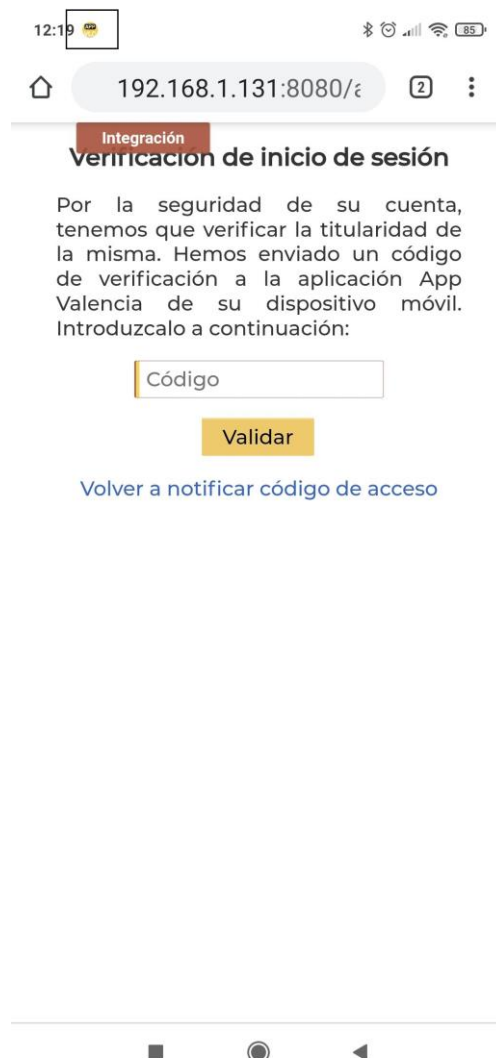 12:19
85
192.168.1.131:8080/a
2
Integración
Verificación de inicio de sesión
Por la seguridad de su cuenta,
tenemos que verificar la titularidad de
la misma. Hemos enviado un código
de verificación a la aplicación App
Valencia de su dispositivo móvil.
Introduzcalo a continuación:
Código
Validar
Volver a notificar código de acceso